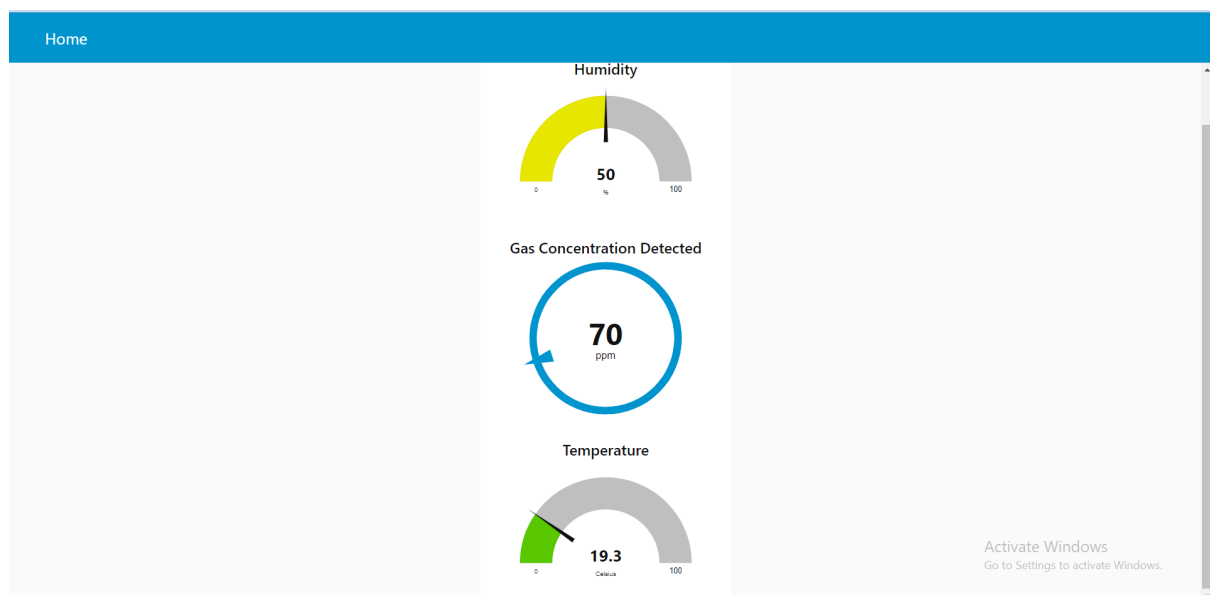 Home
Humidity
50
0
%
100
Gas Concentration Detected
70
ppm
Temperature
19.3
0
Celsius
100
Activate Windows
Go to Settings to activate Windows.